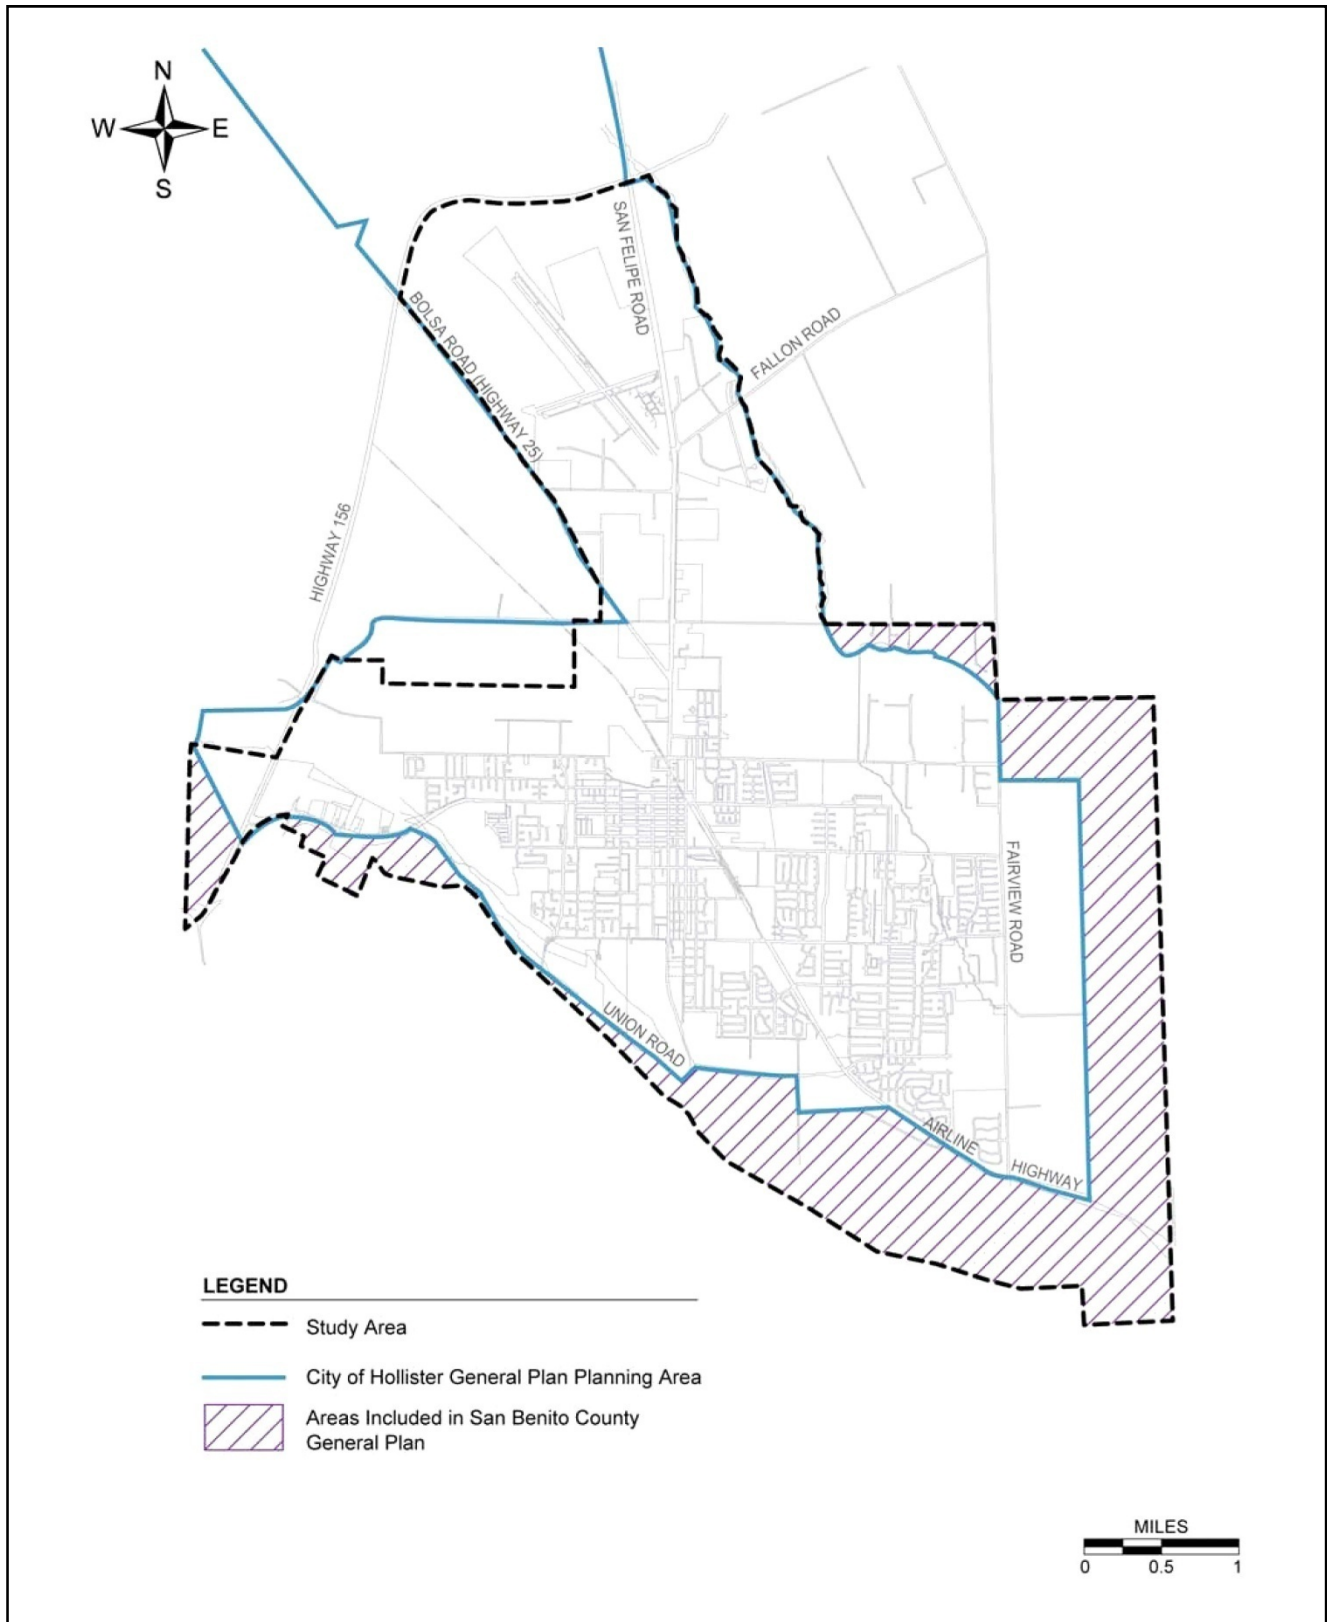 N
W E
S
SAN FELIPE ROAD
BOLSA ROAD (HIGHWAY 25)
FALLON ROAD
HIGHWAY 156
FAIRVIEW ROAD
UNION ROAD
AIRLINE
HIGHWAY
LEGEND
Study Area
City of Hollister General Plan Planning Area
Areas Included in San Benito County
General Plan
MILES
0 0.5 1